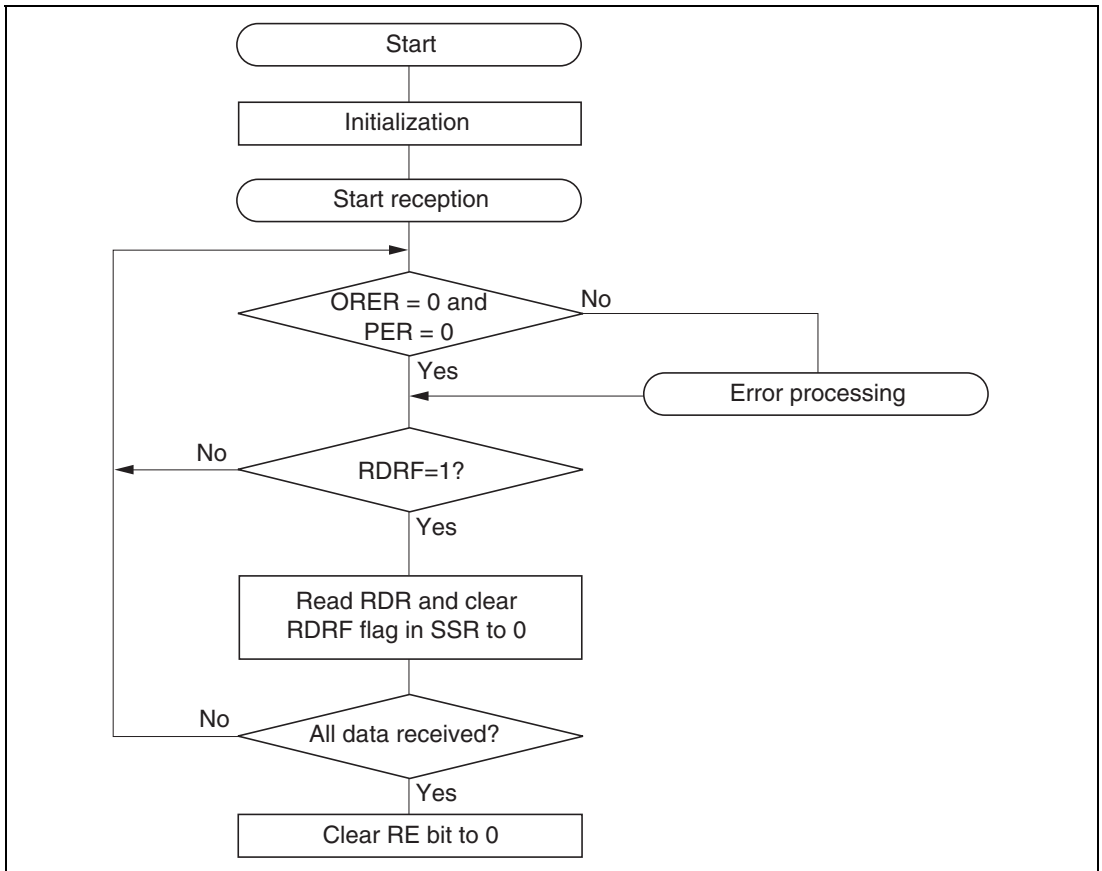 Start
Initialization
Start reception
ORER = 0 and
PER = 0
No
Yes
Error processing
No
RDRF=1?
Yes
Read RDR and clear
RDRF flag in SSR to 0
No
All data received?
Yes
Clear RE bit to 0